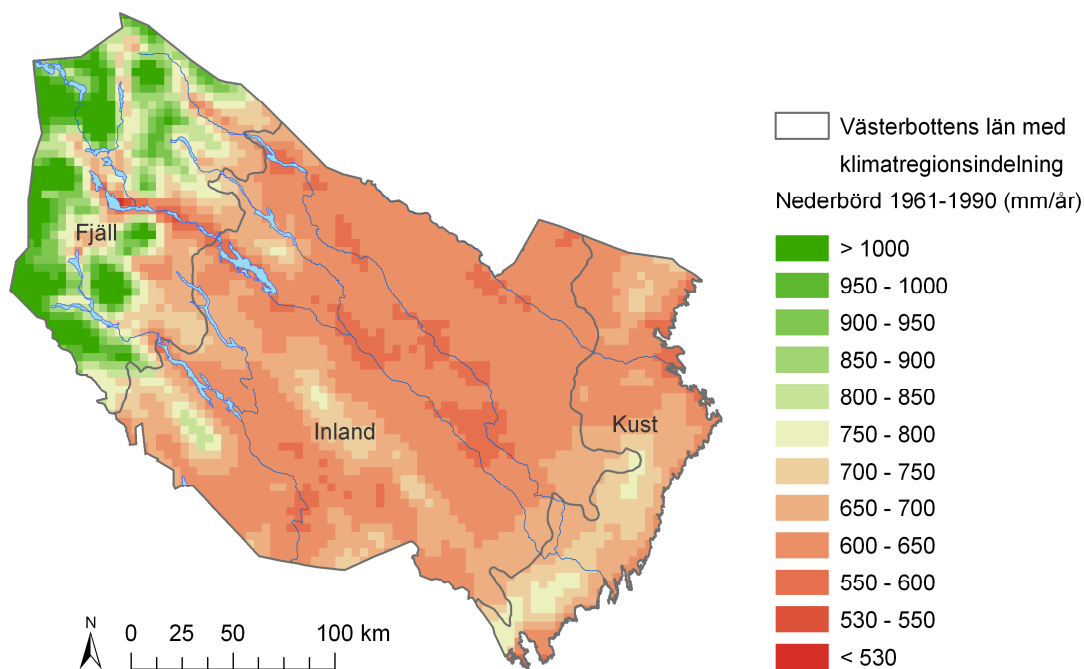 Västerbottens län med
klimatregionsindelning
Nederbörd 1961-1990 (mm/år)
> 1000
950 - 1000
900 - 950
850 - 900
800 - 850
750 - 800
700 - 750
650 - 700
600 - 650
550 - 600
530 - 550
< 530
Fjäll
Inland
Kust
N
0 25 50 100 km